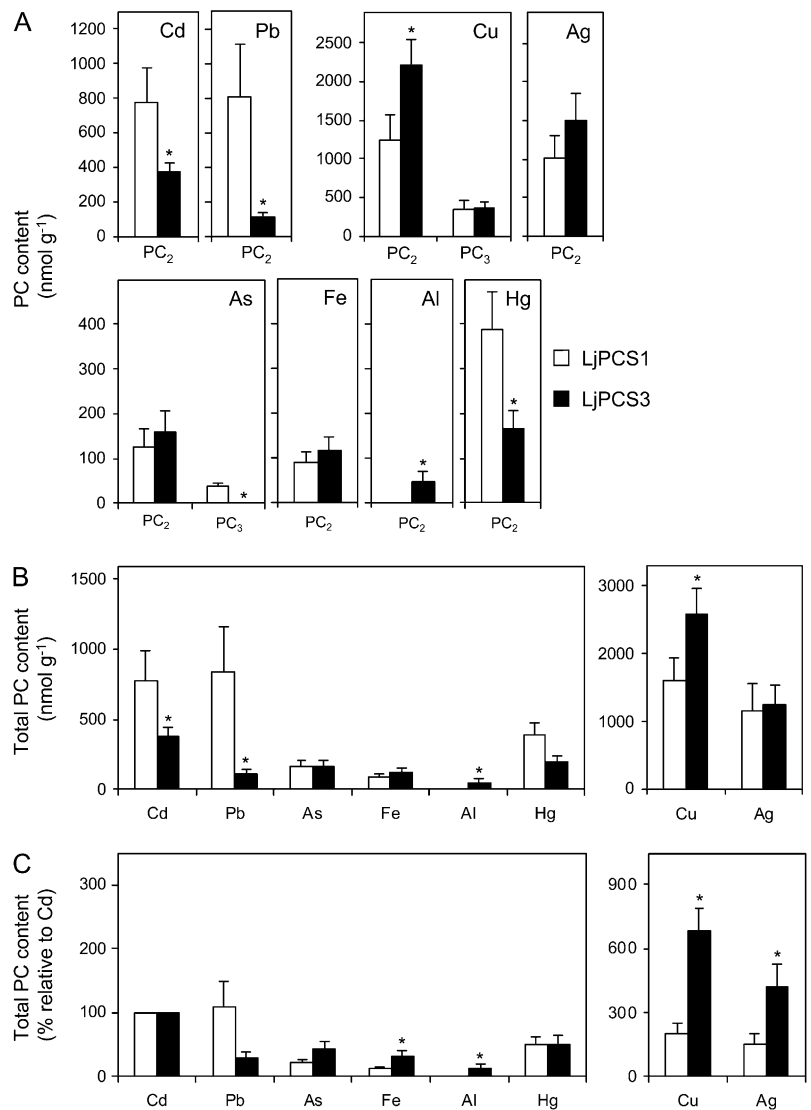 A
PC content
(nmol g-1)
1200
1000
800
600
400
200
0
Cd
*
PC2
Pb
*
PC2
2500
2000
1500
1000
500
0
Cu
*
PC2
PC3
Ag
PC2
400
300
200
100
0
As
*
PC2
PC3
Fe
PC2
Al
*
PC2
Hg
*
PC2
LjPCS1
LjPCS3
B
Total PC content
(nmol g-1)
1500
1000
500
0
* * *
Cd Pb As Fe Al Hg
3000
2000
1000
0
*
Cu Ag
C
Total PC content
(% relative to Cd)
300
200
100
0
* *
Cd Pb As Fe Al Hg
900
600
300
0
* *
Cu Ag